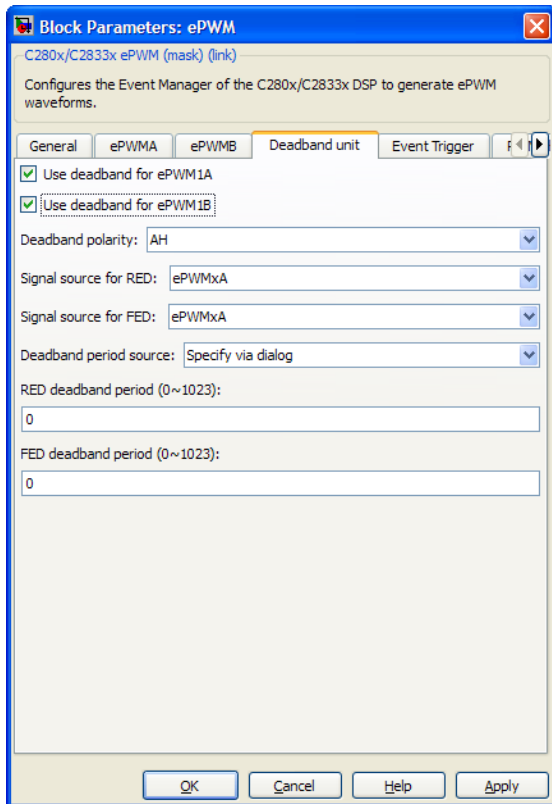 Block Parameters: ePWM
C280x/C2833x ePWM (mask) (link)
Configures the Event Manager of the C280x/C2833x DSP to generate ePWM
waveforms.
General ePWMA ePWMB Deadband unit Event Trigger
Use deadband for ePWM1A
Use deadband for ePWM1B
Deadband polarity: AH
Signal source for RED: ePWMxA
Signal source for FED: ePWMxA
Deadband period source: Specify via dialog
RED deadband period (0~1023):
0
FED deadband period (0~1023):
0
OK Cancel Help Apply